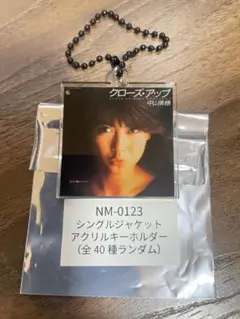 クローズ・アップ
中山美穂
NM-0123
シングルジャケット
アクリルキーホルダー
（全 40 種ランダム）